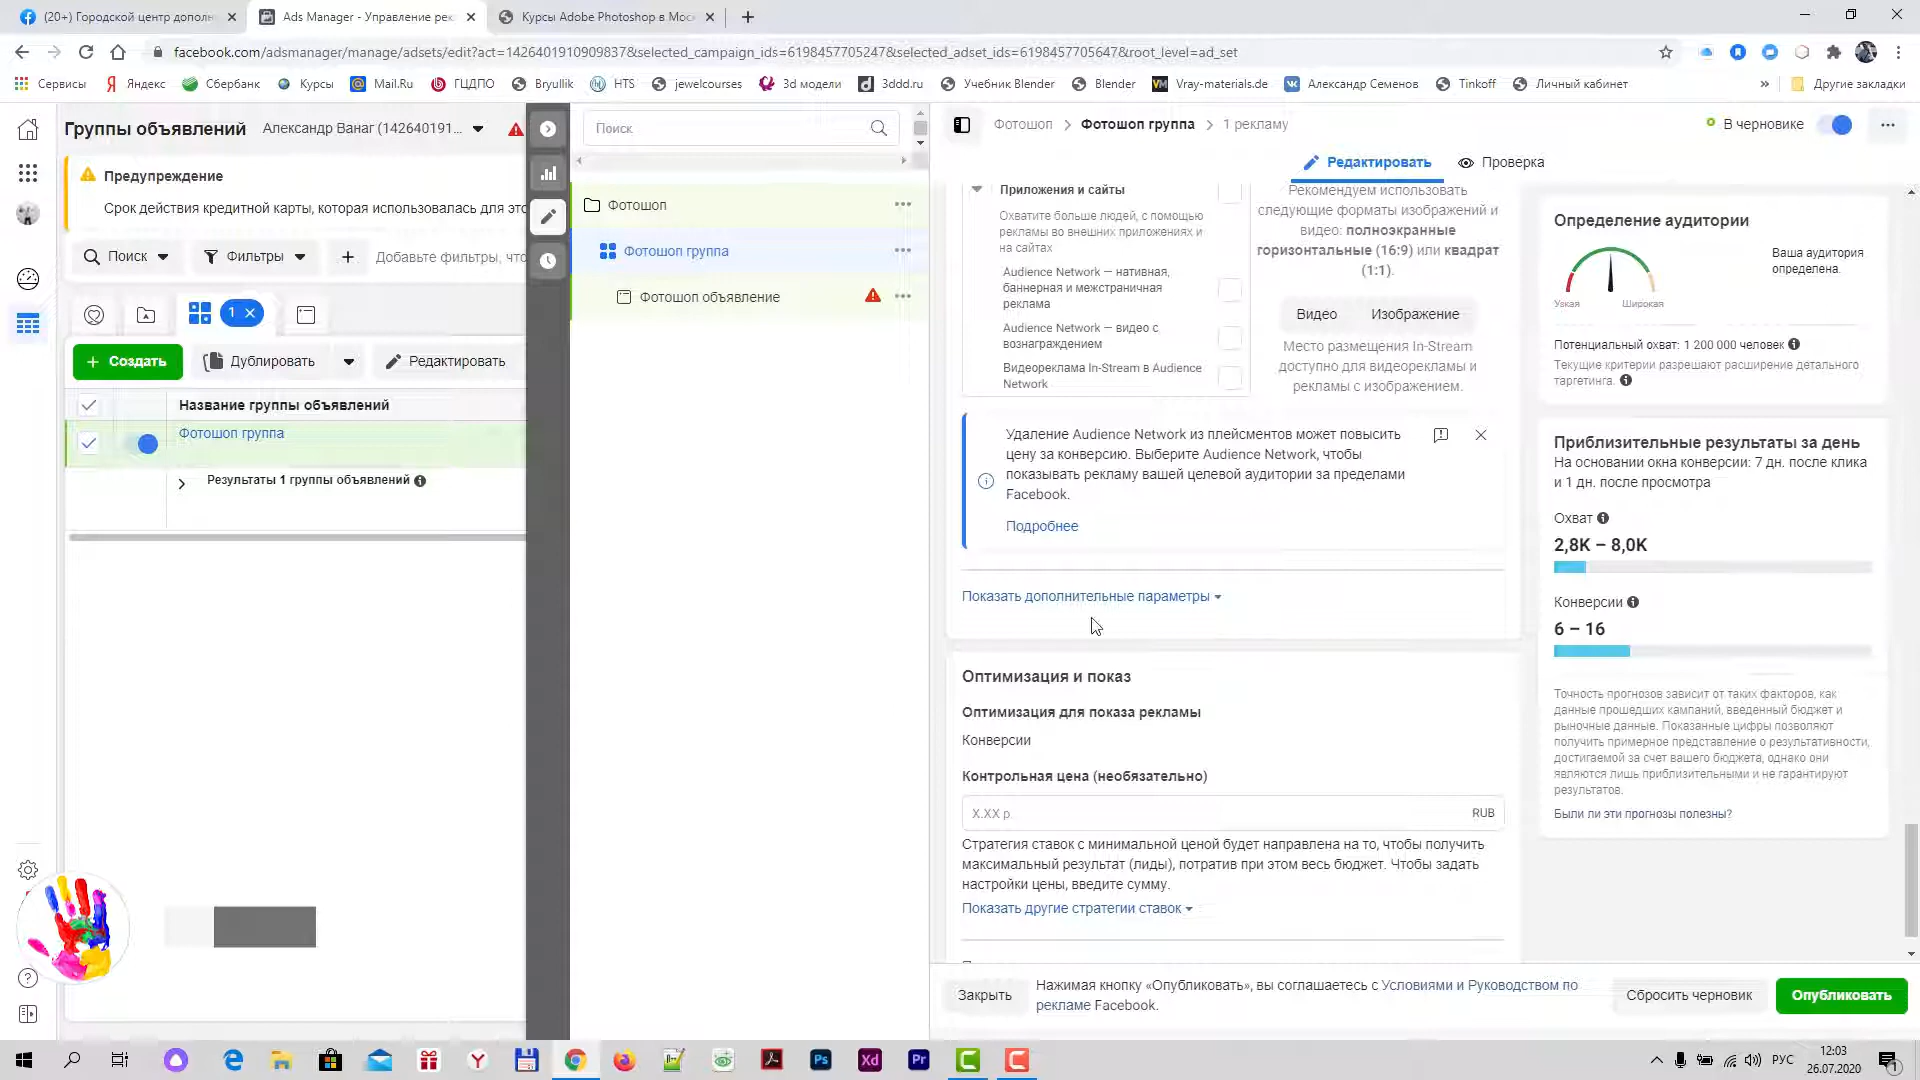 (20+) Городской центр дополн
Ads Manager - Управление рек
Курсы Adobe Photoshop в Мос
facebook.com/adsmanager/manage/adsets/edit?act=1426401910909837&selected_campaign_ids=6198457705247&selected_adset_ids=6198457705647&root_level=ad_set
Сервисы
Яндекс
Сбербанк
Курсы
Mail.Ru
ГЦДПО
Bryullik
HTS
jewelcourses
3d модели
3ddd.ru
Учебник Blender
Blender
Vray-materials.de
Александр Семенов
Tinkoff
Личный кабинет
»
Другие закладки
Группы объявлений
Александр Ванаг (142640191...
Предупреждение
Срок действия кредитной карты, которая использовалась для это
Поиск
Фильтры
Добавьте фильтры, что
1
Создать
Дублировать
Редактировать
Название группы объявлений
Фотошоп группа
Результаты 1 группы объявлений
Поиск
Фотошоп
Фотошоп группа
Фотошоп объявление
Фотошоп
Фотошоп группа
1 рекламу
В черновике
Редактировать
Проверка
Приложения и сайты
Охватите больше людей, с помощью
рекламы во внешних приложениях и
на сайтах
Audience Network — нативная,
баннерная и межстраничная
реклама
Audience Network — видео с
вознаграждением
Видеореклама In-Stream в Audience
Network
Рекомендуем использовать
следующие форматы изображений и
видео: полноэкранные
горизонтальные (16:9) или квадрат
(1:1).
Видео
Изображение
Место размещения In-Stream
доступно для видеорекламы и
рекламы с изображением.
Удаление Audience Network из плейсментов может повысить
цену за конверсию. Выберите Audience Network, чтобы
показывать рекламу вашей целевой аудитории за пределами
Facebook.
Подробнее
Показать дополнительные параметры
Оптимизация и показ
Оптимизация для показа рекламы
Конверсии
Контрольная цена (необязательно)
X.XX р.
RUB
Стратегия ставок с минимальной ценой будет направлена на то, чтобы получить
максимальный результат (лиды), потратив при этом весь бюджет. Чтобы задать
настройки цены, введите сумму.
Показать другие стратегии ставок
Определение аудитории
Узкая
Широкая
Ваша аудитория
определена.
Потенциальный охват: 1 200 000 человек
Текущие критерии разрешают расширение детального
таргетинга.
Приблизительные результаты за день
На основании окна конверсии: 7 дн. после клика
и 1 дн. после просмотра
Охват
2,8K – 8,0K
Конверсии
6 – 16
Точность прогнозов зависит от таких факторов, как
данные прошедших кампаний, введенный бюджет и
рыночные данные. Показанные цифры позволяют
получить примерное представление о результативности,
достигаемой за счет вашего бюджета, однако они
являются лишь приблизительными и не гарантируют
результатов.
Были ли эти прогнозы полезны?
Закрыть
Нажимая кнопку «Опубликовать», вы соглашаетесь с Условиями и Руководством по
рекламе Facebook.
Сбросить черновик
Опубликовать
Ps
Xd
Pr
РУС
12:03
26.07.2020
1